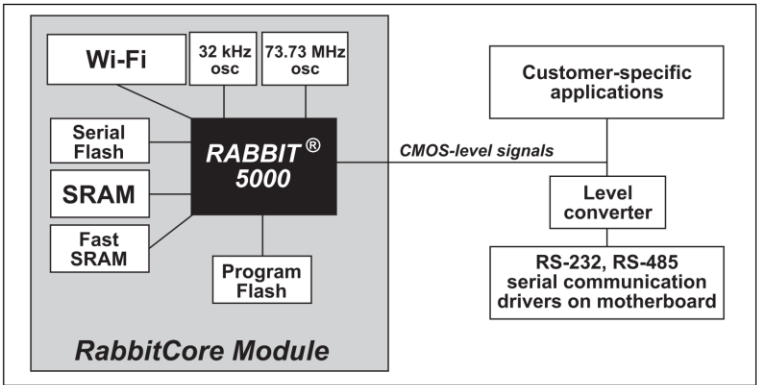 Wi-Fi
32 kHz
osc
73.73 MHz
osc
Serial
Flash
RABBIT ®
5000
SRAM
Fast
SRAM
Program
Flash
RabbitCore Module
CMOS-level signals
Customer-specific
applications
Level
converter
RS-232, RS-485
serial communication
drivers on motherboard